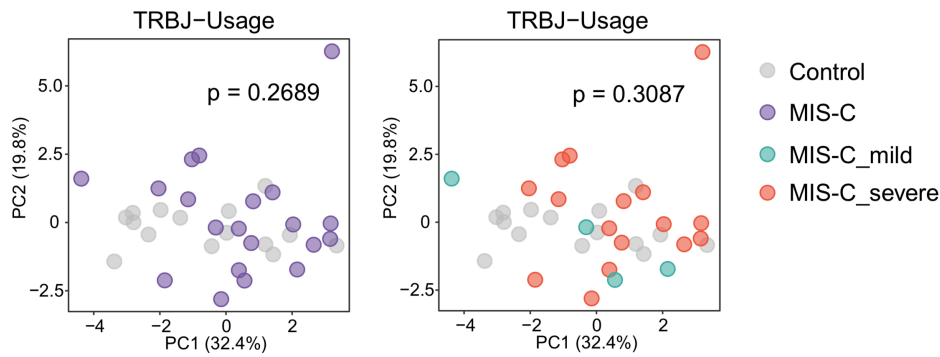 TRBJ−Usage
p = 0.2689
5.0
2.5
0
−2.5
PC2 (19.8%)
−4
−2
0
2
PC1 (32.4%)
TRBJ−Usage
p = 0.3087
5.0
2.5
0
−2.5
PC2 (19.8%)
−4
−2
0
2
PC1 (32.4%)
Control
MIS-C
MIS-C_mild
MIS-C_severe